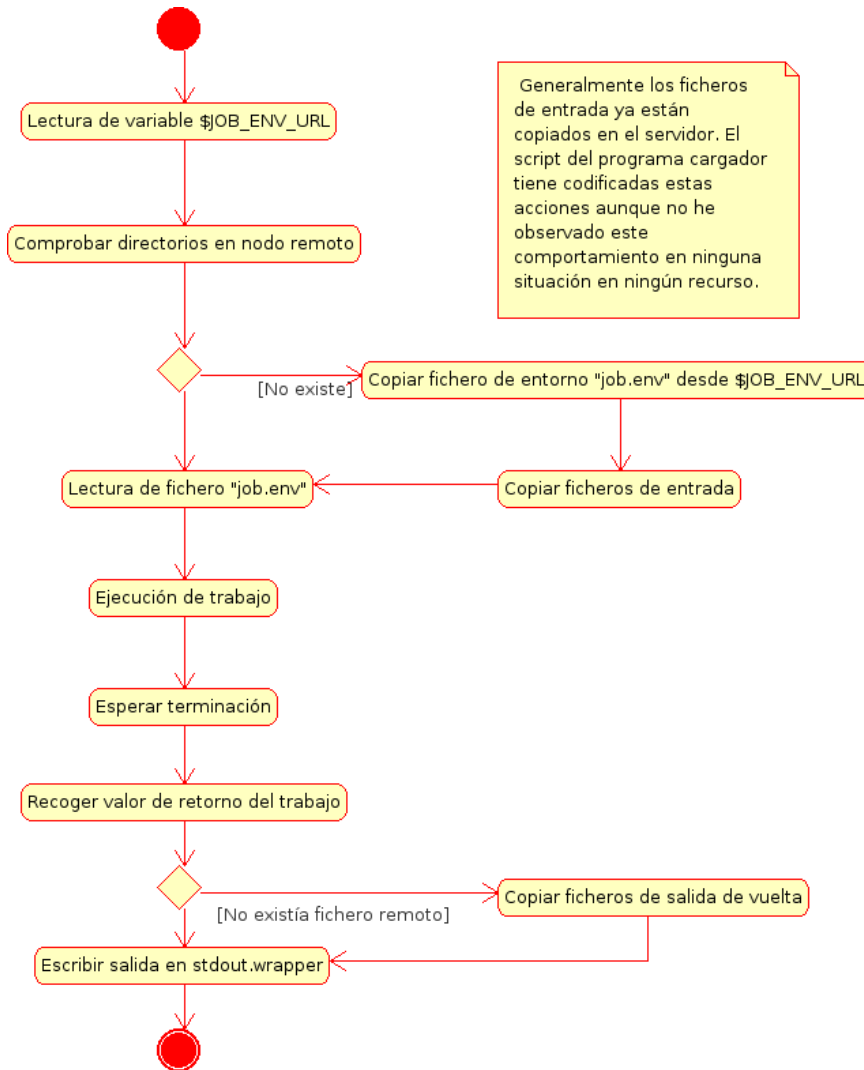 Lectura de variable $JOB_ENV_URL
Generalmente los ficheros
de entrada ya están
copiados en el servidor. El
script del programa cargador
tiene codificadas estas
acciones aunque no he
observado este
comportamiento en ninguna
situación en ningún recurso.
Comprobar directorios en nodo remoto
[No existe]
Copiar fichero de entorno "job.env" desde $JOB_ENV_URL
Lectura de fichero "job.env"
Copiar ficheros de entrada
Ejecución de trabajo
Esperar terminación
Recoger valor de retorno del trabajo
[No existía fichero remoto]
Copiar ficheros de salida de vuelta
Escribir salida en stdout.wrapper